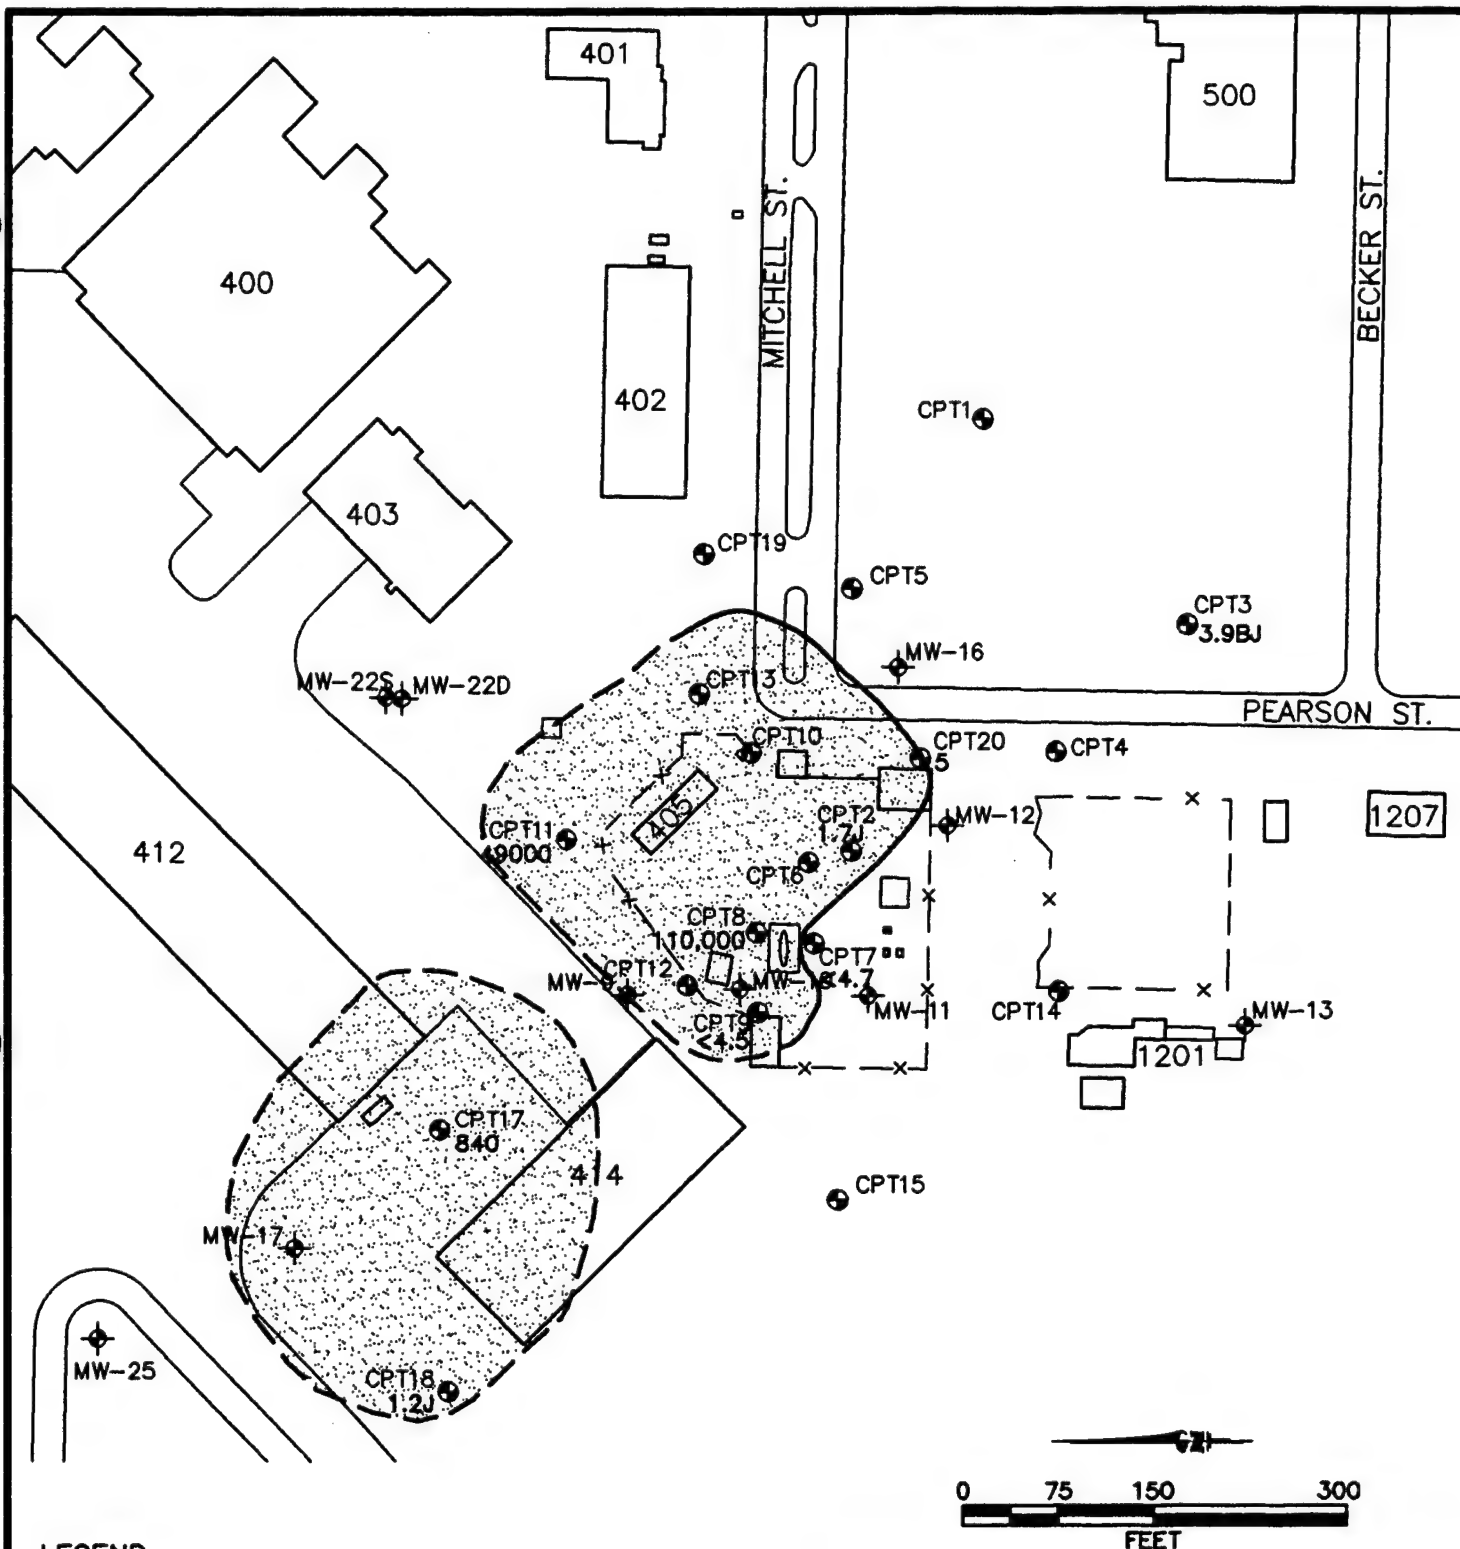 401
500
MITCHELL ST.
BECKER ST.
400
402
CPT1
403
CPT19
CPT5
CPT3
3.9BJ
MW-16
MW-22S
MW-22D
CPT13
PEARSON ST.
CPT10
CPT20
5
CPT4
405
MW-12
1207
CPT2
1.7J
CPT11
49000
412
CPT6
CPT8
110,000
CPT7
<4.7
CPT12
MW-9
MW-11
CPT14
CPT9
<4.5
MW-13
1201
CPT17
840
414
CPT15
MW-17
MW-25
CPT18
1.2J
0 75 150 300
FEET
LEGEND